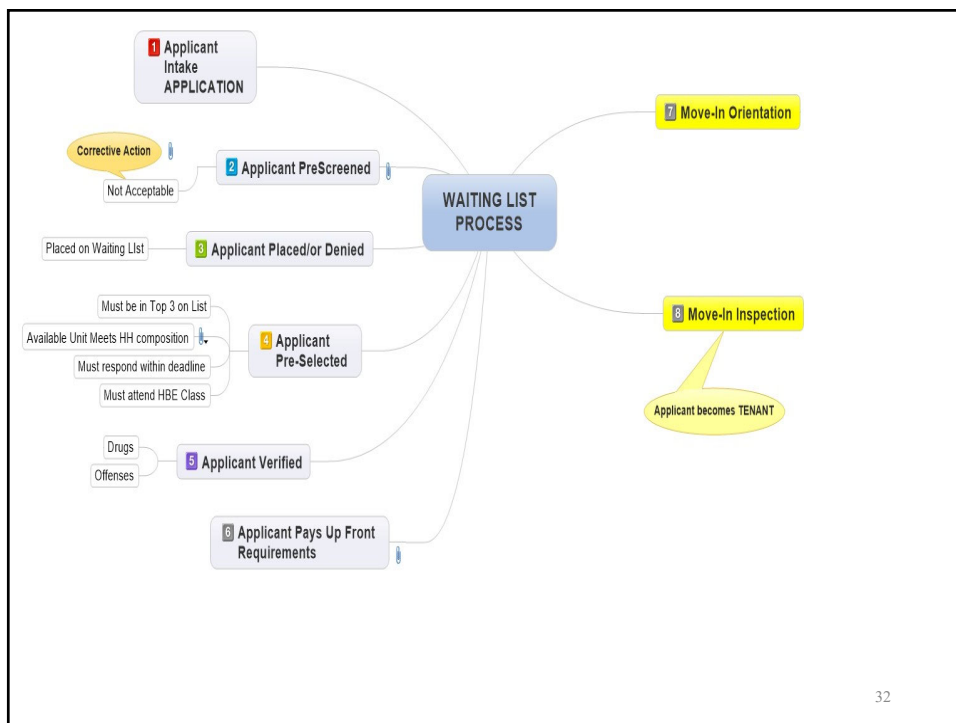 WAITING LIST
PROCESS
1 Applicant
Intake
APPLICATION
2 Applicant PreScreened
Not Acceptable
Corrective Action
3 Applicant Placed/or Denied
Placed on Waiting LIst
4 Applicant
Pre-Selected
Must be in Top 3 on List
Available Unit Meets HH composition
Must respond within deadline
Must attend HBE Class
5 Applicant Verified
Drugs
Offenses
6 Applicant Pays Up Front
Requirements
7 Move-In Orientation
8 Move-In Inspection
Applicant becomes TENANT
32